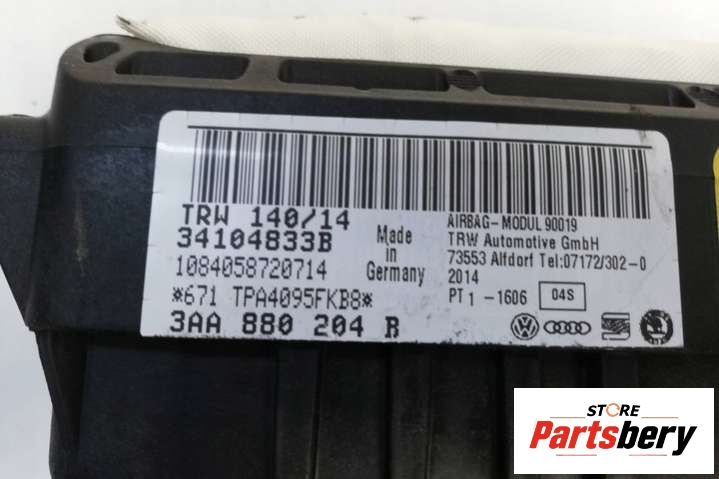 TRW 140/14
34104833B
1084058720714
*671 TPA4095FKB8*
3AA 880 204 B
Made
in
Germany
AIRBAG-MODUL 90019
TRW Automotive GmbH
73553 Alfdorf Tel:07172/302-0
2014
PT1-1606 04S
STORE
Partsbery